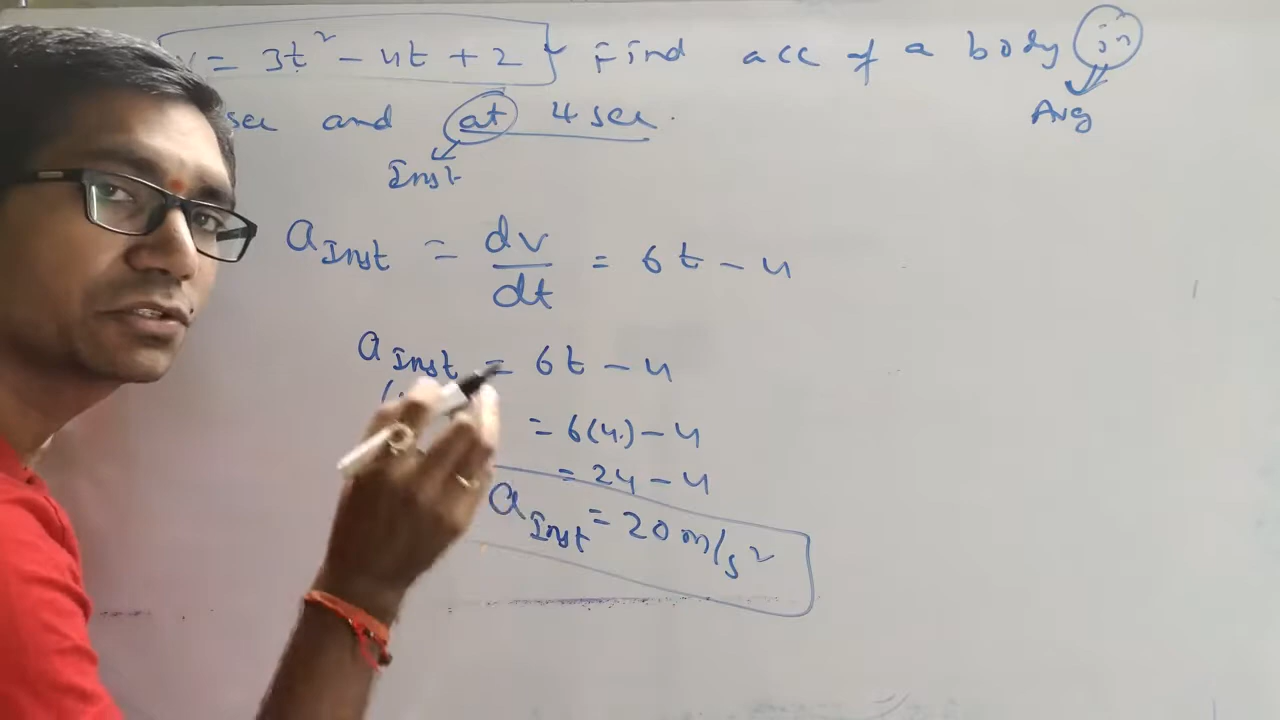 = 3t² - 4t + 2 } Find acc of a body in
sec and at 4 sec.
Avg
Inst
a Inst = dv/dt = 6t - 4
a Inst = 6t - 4
= 6(4) - 4
= 24 - 4
a Inst = 20 m/s²